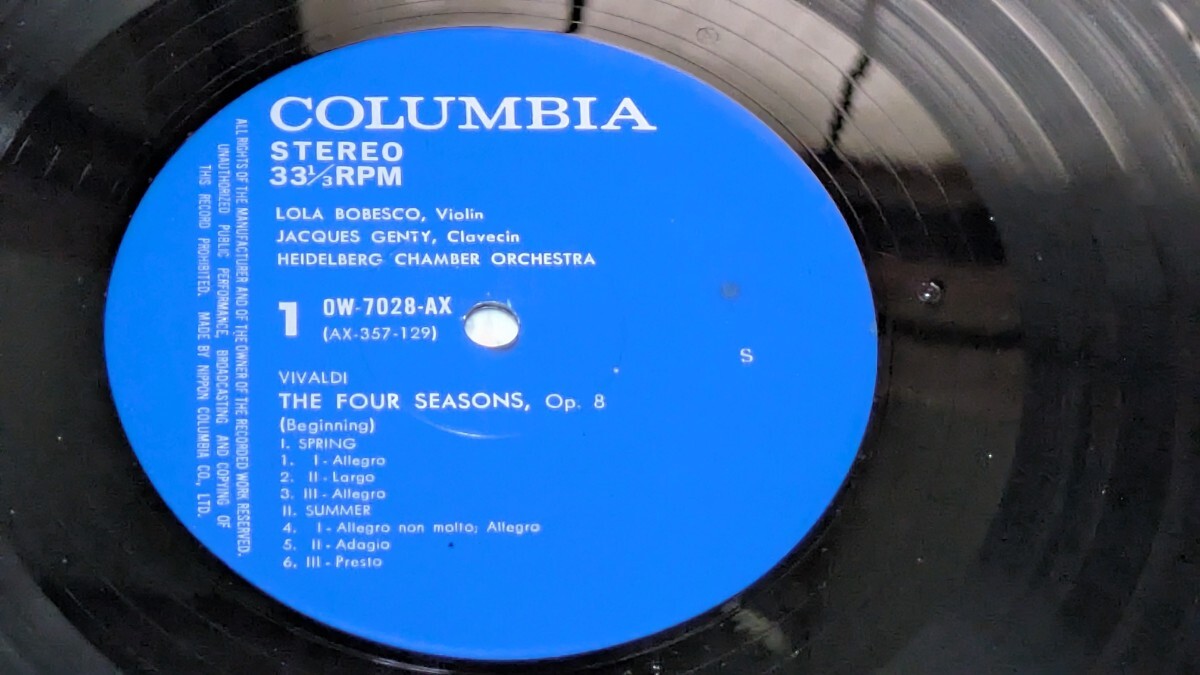 COLUMBIA
STEREO
33⅓RPM
LOLA BOBESCO, Violin
JACQUES GENTY, Clavecin
HEIDELBERG CHAMBER ORCHESTRA
1
OW-7028-AX
(AX-357-129)
S
VIVALDI
THE FOUR SEASONS, Op. 8
(Beginning)
I. SPRING
1. I - Allegro
2. II - Largo
3. III - Allegro
II. SUMMER
4. I - Allegro non molto; Allegro
5. II - Adagio
6. III - Presto
ALL RIGHTS OF THE MANUFACTURER AND OF THE OWNER OF THE RECORDED WORK RESERVED.
UNAUTHORIZED PUBLIC PERFORMANCE, BROADCASTING AND COPYING OF
THIS RECORD PROHIBITED. MADE BY NIPPON COLUMBIA CO., LTD.